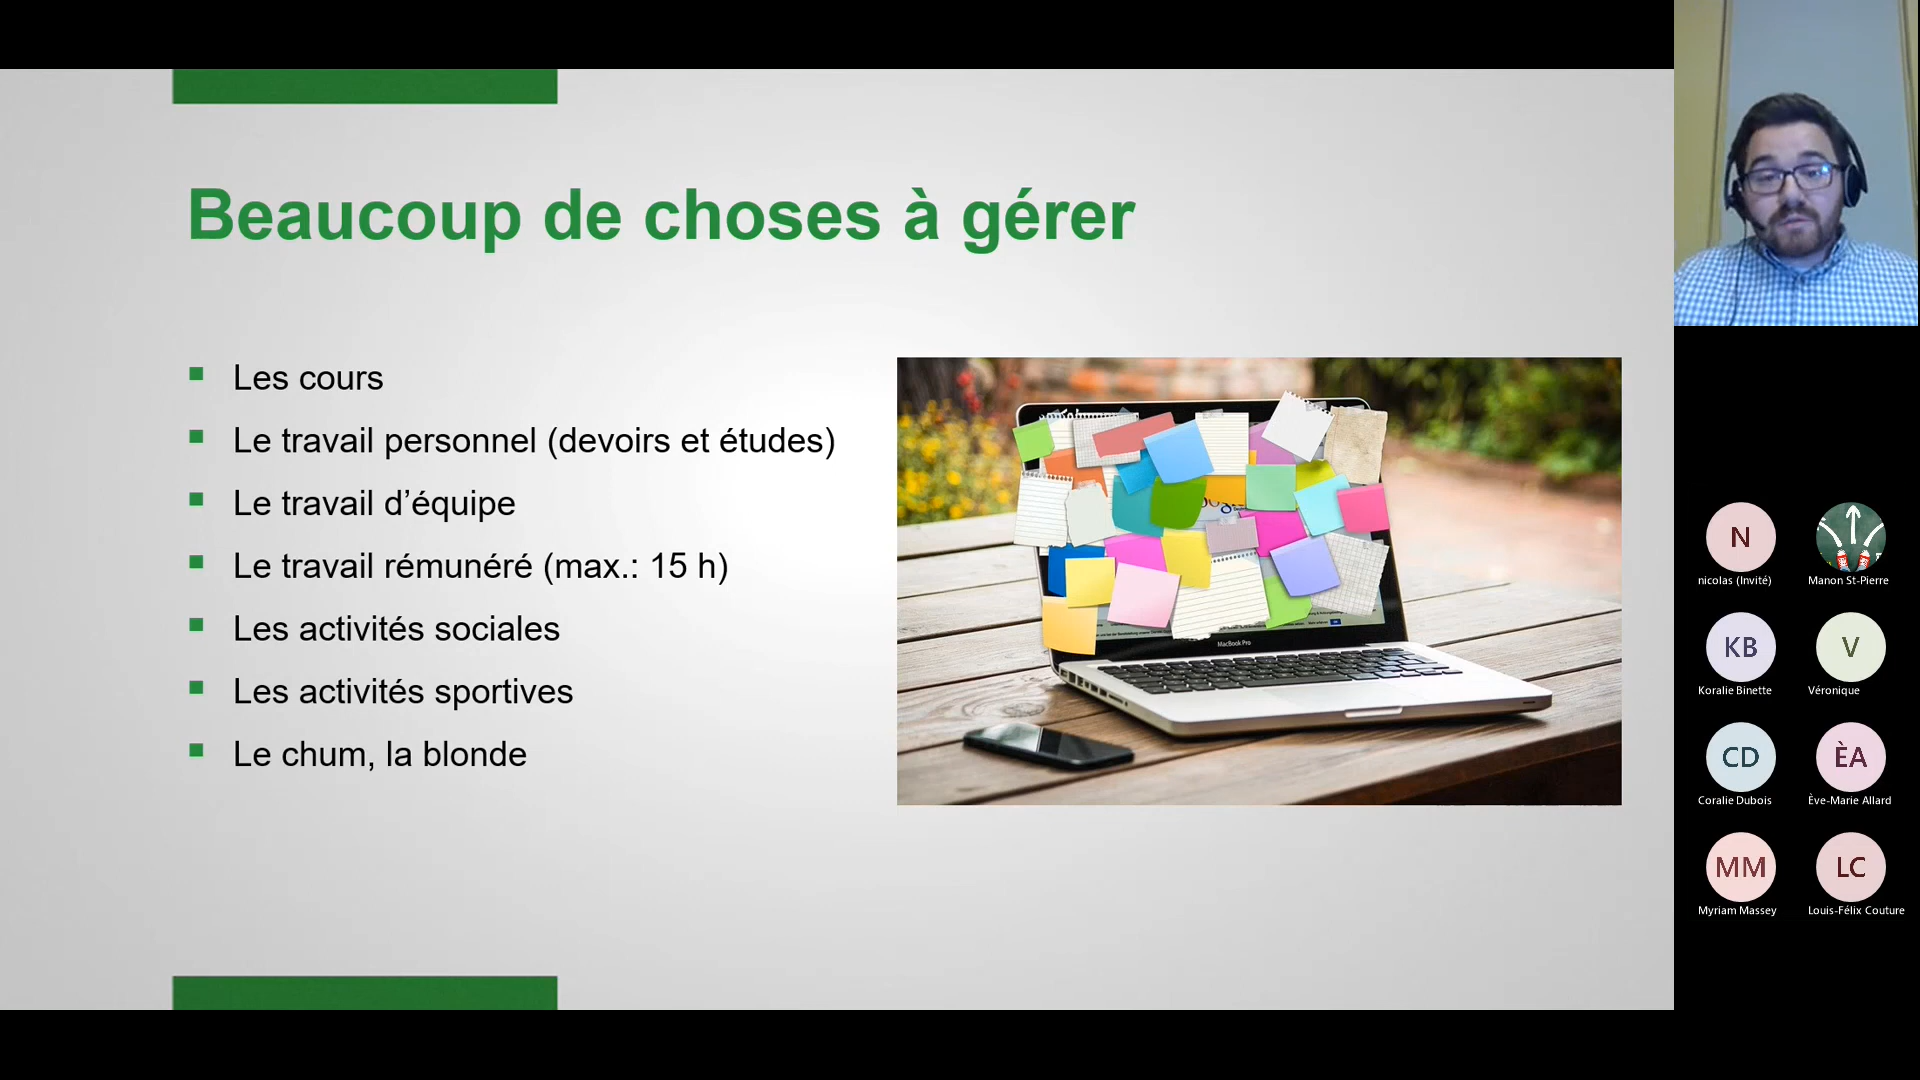 Beaucoup de choses à gérer
Les cours
Le travail personnel (devoirs et études)
Le travail d’équipe
Le travail rémunéré (max.: 15 h)
Les activités sociales
Les activités sportives
Le chum, la blonde
MacBook Pro
N
nicolas (Invité)
Manon St-Pierre
KB
Koralie Binette
V
Véronique
CD
Coralie Dubois
ÈA
Ève-Marie Allard
MM
Myriam Massey
LC
Louis-Félix Couture